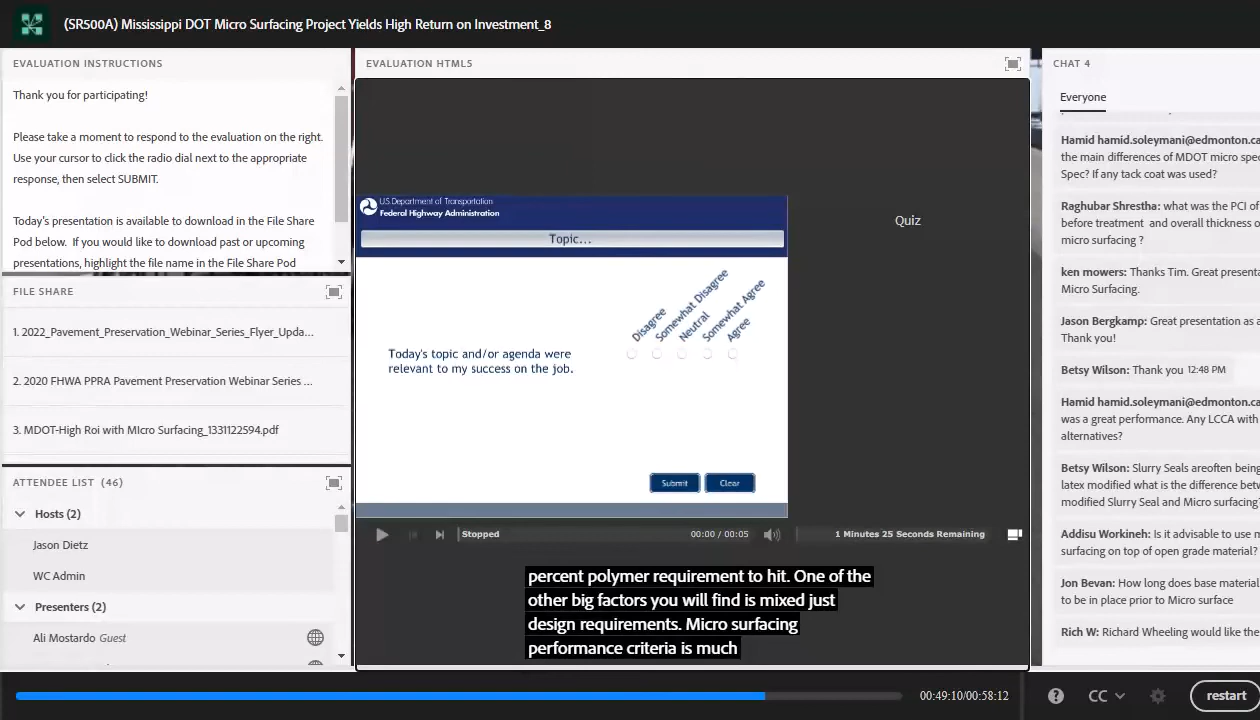 (SR500A) Mississippi DOT Micro Surfacing Project Yields High Return on Investment_8
EVALUATION INSTRUCTIONS
Thank you for participating!
Please take a moment to respond to the evaluation on the right.
Use your cursor to click the radio dial next to the appropriate
response, then select SUBMIT.
Today's presentation is available to download in the File Share
Pod below. If you would like to download past or upcoming
presentations, highlight the file name in the File Share Pod
FILE SHARE
1. 2022_Pavement_Preservation_Webinar_Series_Flyer_Upda...
2. 2020 FHWA PPRA Pavement Preservation Webinar Series ...
3. MDOT-High Roi with MIcro Surfacing_1331122594.pdf
ATTENDEE LIST (46)
Hosts (2)
Jason Dietz
WC Admin
Presenters (2)
Ali Mostardo Guest
EVALUATION HTML5
U.S. Department of Transportation
Federal Highway Administration
Topic...
Disagree
Somewhat Disagree
Neutral
Somewhat Agree
Agree
Today's topic and/or agenda were
relevant to my success on the job.
Submit
Clear
Quiz
Stopped
00:00 / 00:05
1 Minutes 25 Seconds Remaining
percent polymer requirement to hit. One of the
other big factors you will find is mixed just
design requirements. Micro surfacing
performance criteria is much
CHAT 4
Everyone
Hamid hamid.soleymani@edmonton.ca
the main differences of MDOT micro spec
Spec? If any tack coat was used?
Raghubar Shrestha: what was the PCI of
before treatment and overall thickness o
micro surfacing ?
ken mowers: Thanks Tim. Great presenta
Micro Surfacing.
Jason Bergkamp: Great presentation as a
Thank you!
Betsy Wilson: Thank you 12:48 PM
Hamid hamid.soleymani@edmonton.ca
was a great performance. Any LCCA with
alternatives?
Betsy Wilson: Slurry Seals areoften being
latex modified what is the difference betw
modified Slurry Seal and Micro surfacing?
Addisu Workineh: Is it advisable to use m
surfacing on top of open grade material?
Jon Bevan: How long does base material
to be in place prior to Micro surface
Rich W: Richard Wheeling would like the
00:49:10/00:58:12
CC
restart